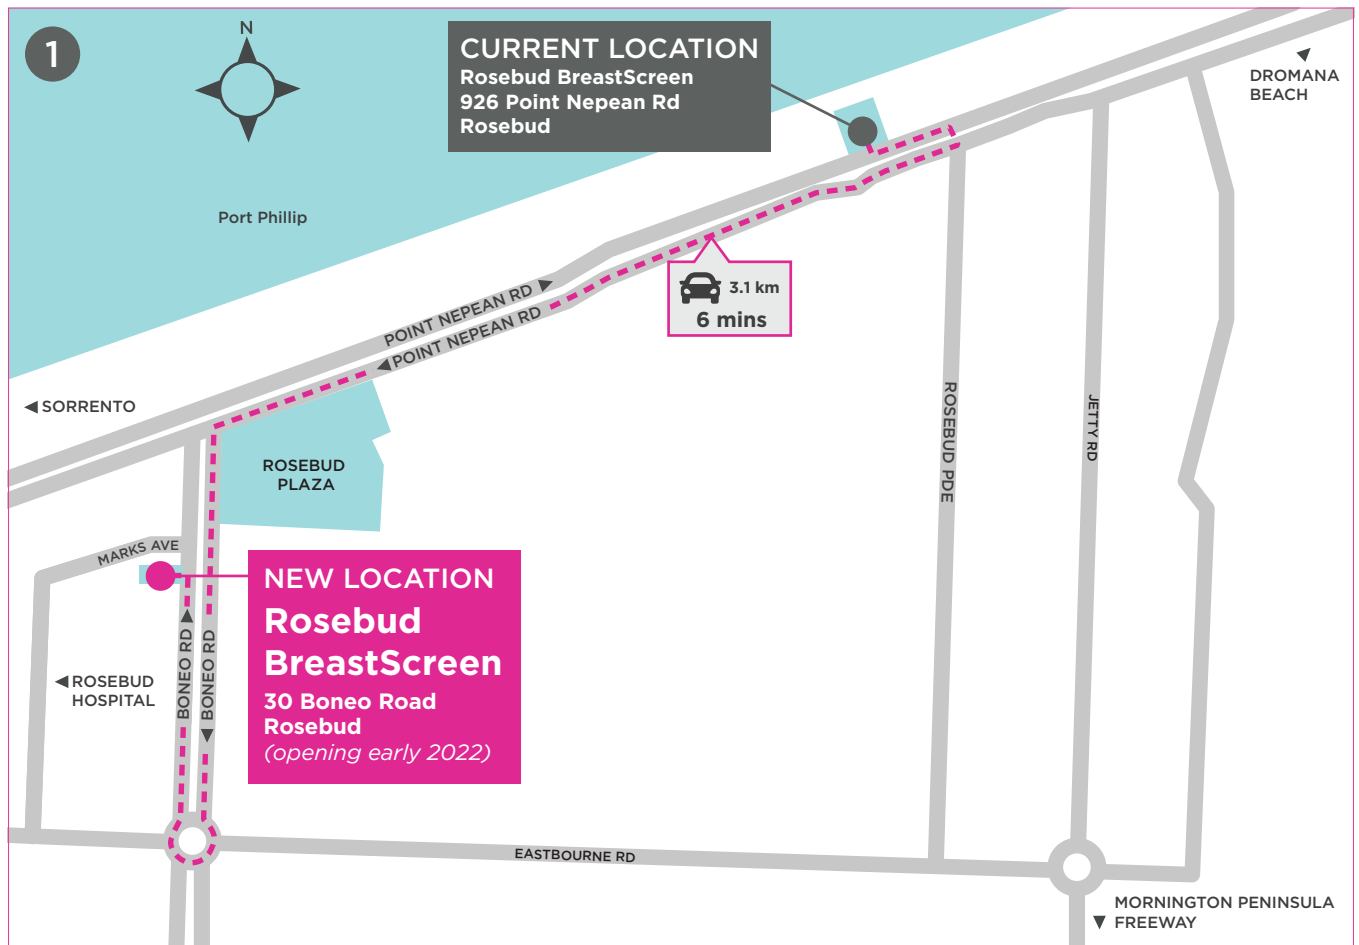 1
N
CURRENT LOCATION
Rosebud BreastScreen
926 Point Nepean Rd
Rosebud
DROMANA
BEACH
Port Phillip
3.1 km
6 mins
POINT NEPEAN RD
POINT NEPEAN RD
SORRENTO
ROSEBUD
PLAZA
ROSEBUD PDE
JETTY RD
MARKS AVE
NEW LOCATION
Rosebud
BreastScreen
30 Boneo Road
Rosebud
(opening early 2022)
BONEO RD
BONEO RD
ROSEBUD
HOSPITAL
EASTBOURNE RD
MORNINGTON PENINSULA
FREEWAY